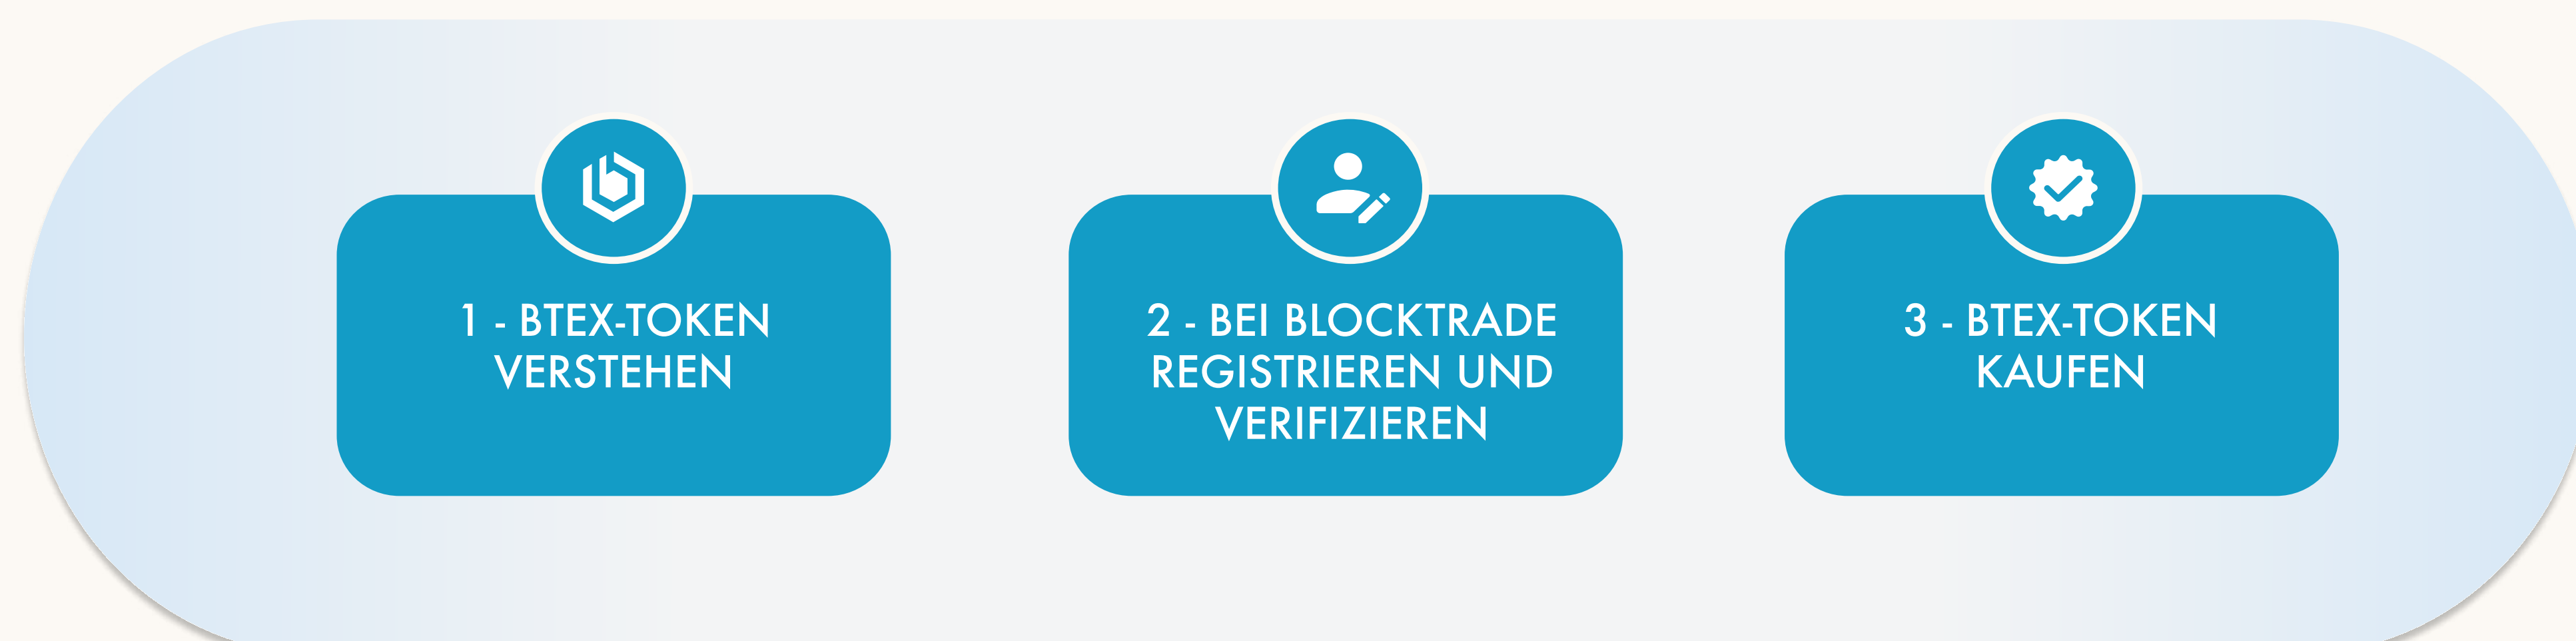 1 - BTEX-TOKEN
VERSTEHEN
2 - BEI BLOCKTRADE
REGISTRIEREN UND
VERIFIZIEREN
3 - BTEX-TOKEN
KAUFEN